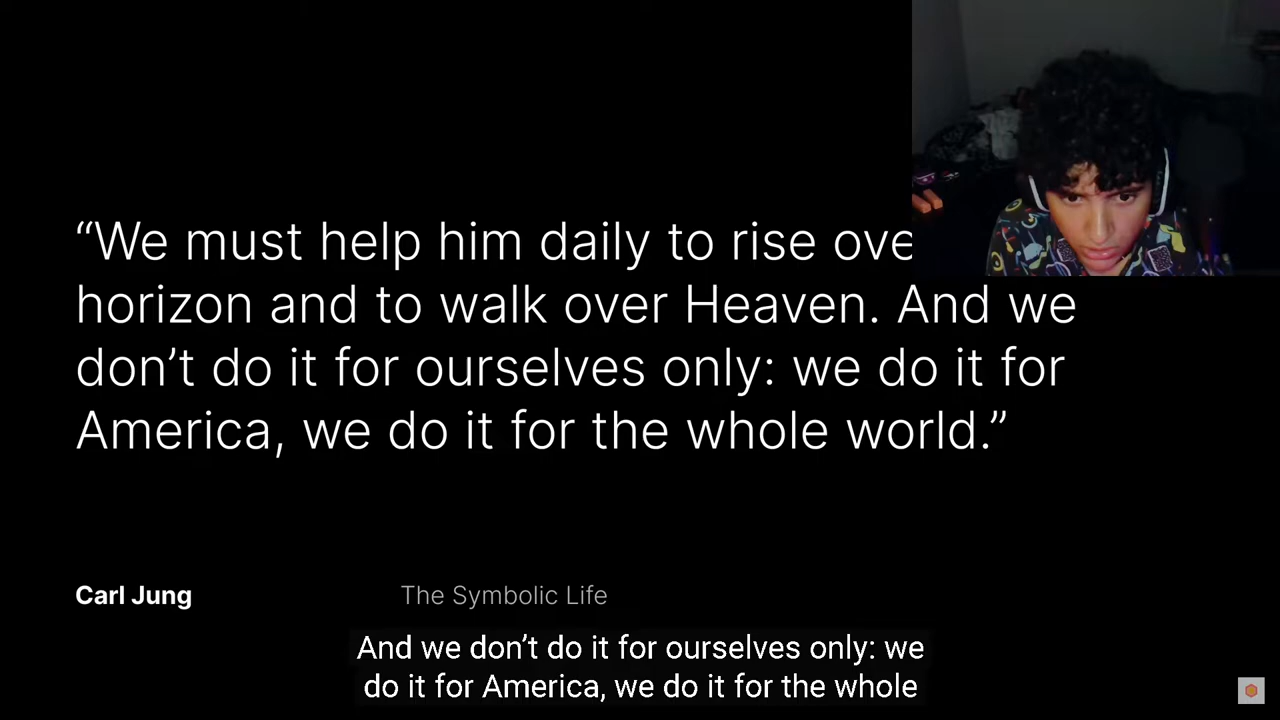 “We must help him daily to rise ove
horizon and to walk over Heaven. And we
don’t do it for ourselves only: we do it for
America, we do it for the whole world.”
Carl Jung
The Symbolic Life
And we don’t do it for ourselves only: we
do it for America, we do it for the whole